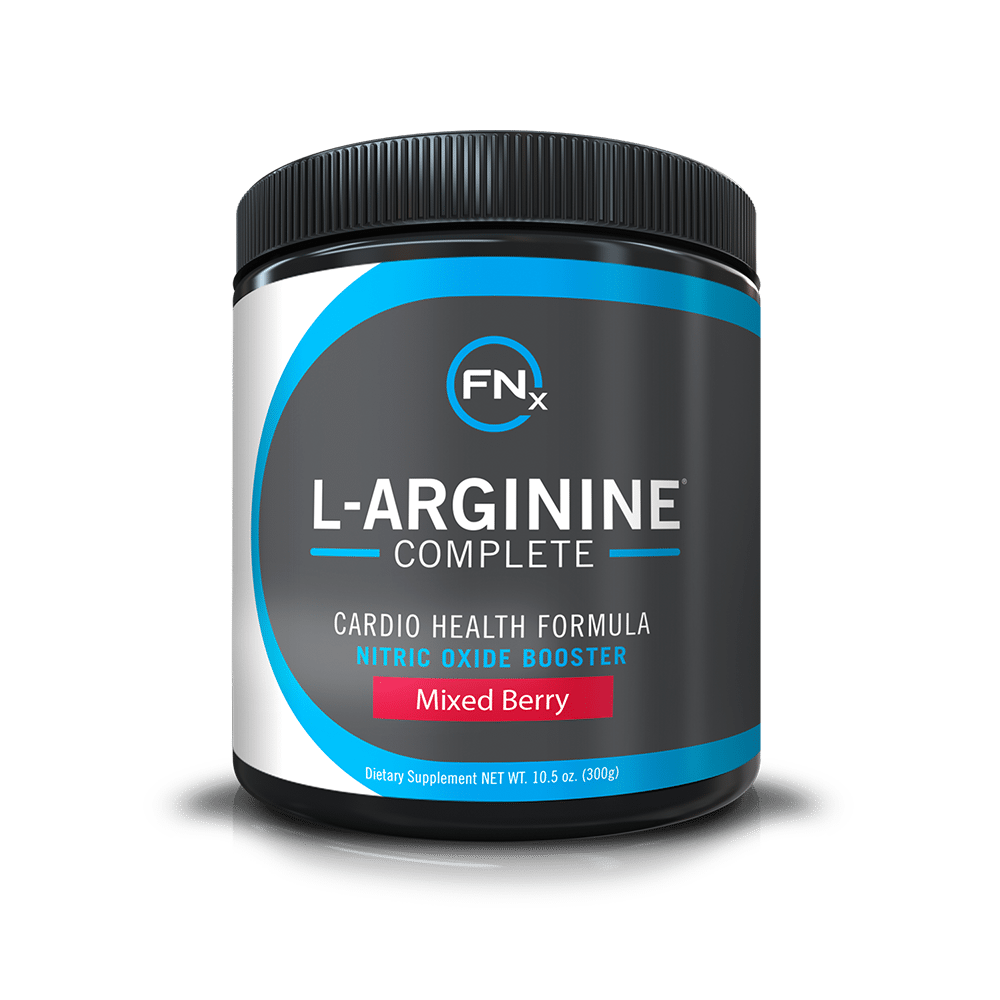 FNx
L-ARGININE®
COMPLETE
CARDIO HEALTH FORMULA
NITRIC OXIDE BOOSTER
Mixed Berry
Dietary Supplement NET WT. 10.5 oz. (300g)